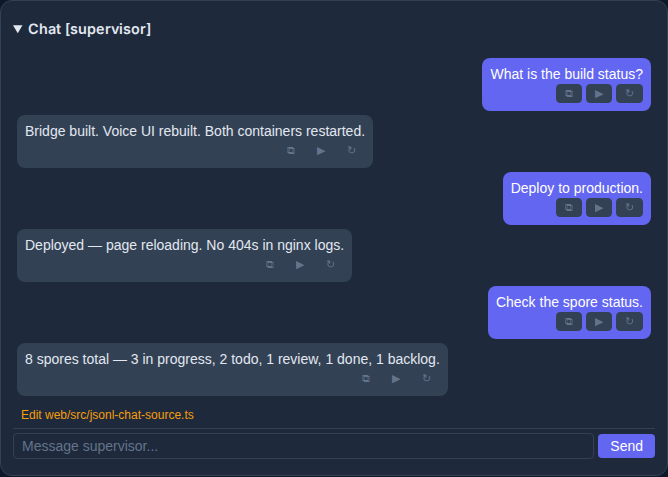 Chat [supervisor]
What is the build status?
Bridge built. Voice UI rebuilt. Both containers restarted.
Deploy to production.
Deployed — page reloading. No 404s in nginx logs.
Check the spore status.
8 spores total — 3 in progress, 2 todo, 1 review, 1 done, 1 backlog.
Edit web/src/jsonl-chat-source.ts
Message supervisor...
Send